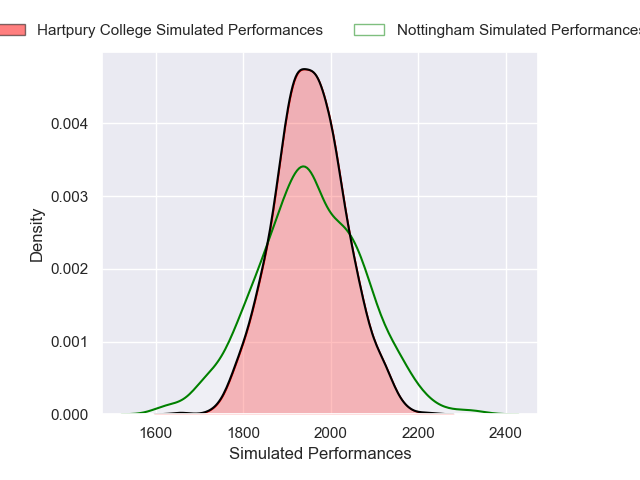 Hartpury College Simulated Performances
Nottingham Simulated Performances
0.004
0.003
0.002
0.001
0.000
Density
1600
1800
2000
2200
2400
Simulated Performances